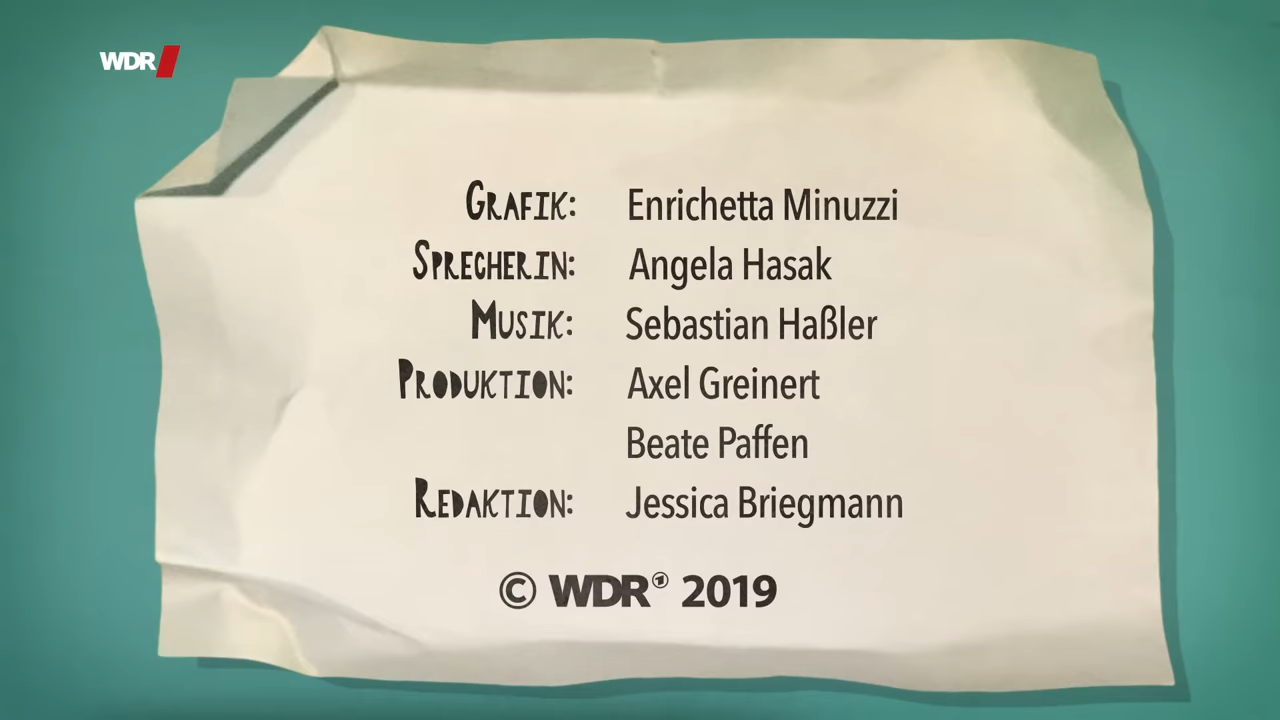 WDR
Grafik: Enrichetta Minuzzi
Sprecherin: Angela Hasak
Musik: Sebastian Haßler
Produktion: Axel Greinert
Beate Paffen
Redaktion: Jessica Briegmann
© WDR 2019